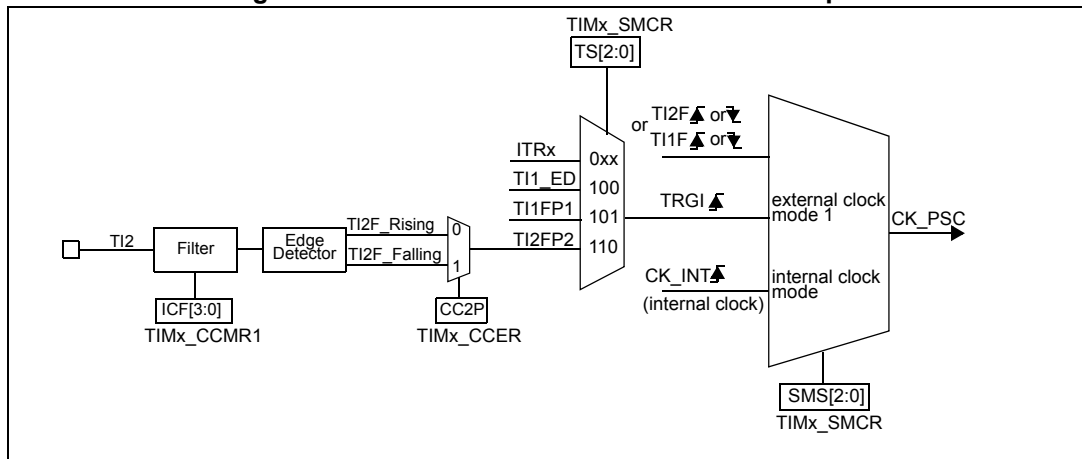 TIMx_SMCR
TS[2:0]
or TI2F or
TI1F or
ITRx
0xx
TI1_ED
100
TRGI
external clock
mode 1
TI1FP1
101
CK_PSC
TI2FP2
110
TI2
Filter
Edge
Detector
TI2F_Rising
0
TI2F_Falling
1
CK_INT
(internal clock)
internal clock
mode
ICF[3:0]
TIMx_CCMR1
CC2P
TIMx_CCER
SMS[2:0]
TIMx_SMCR